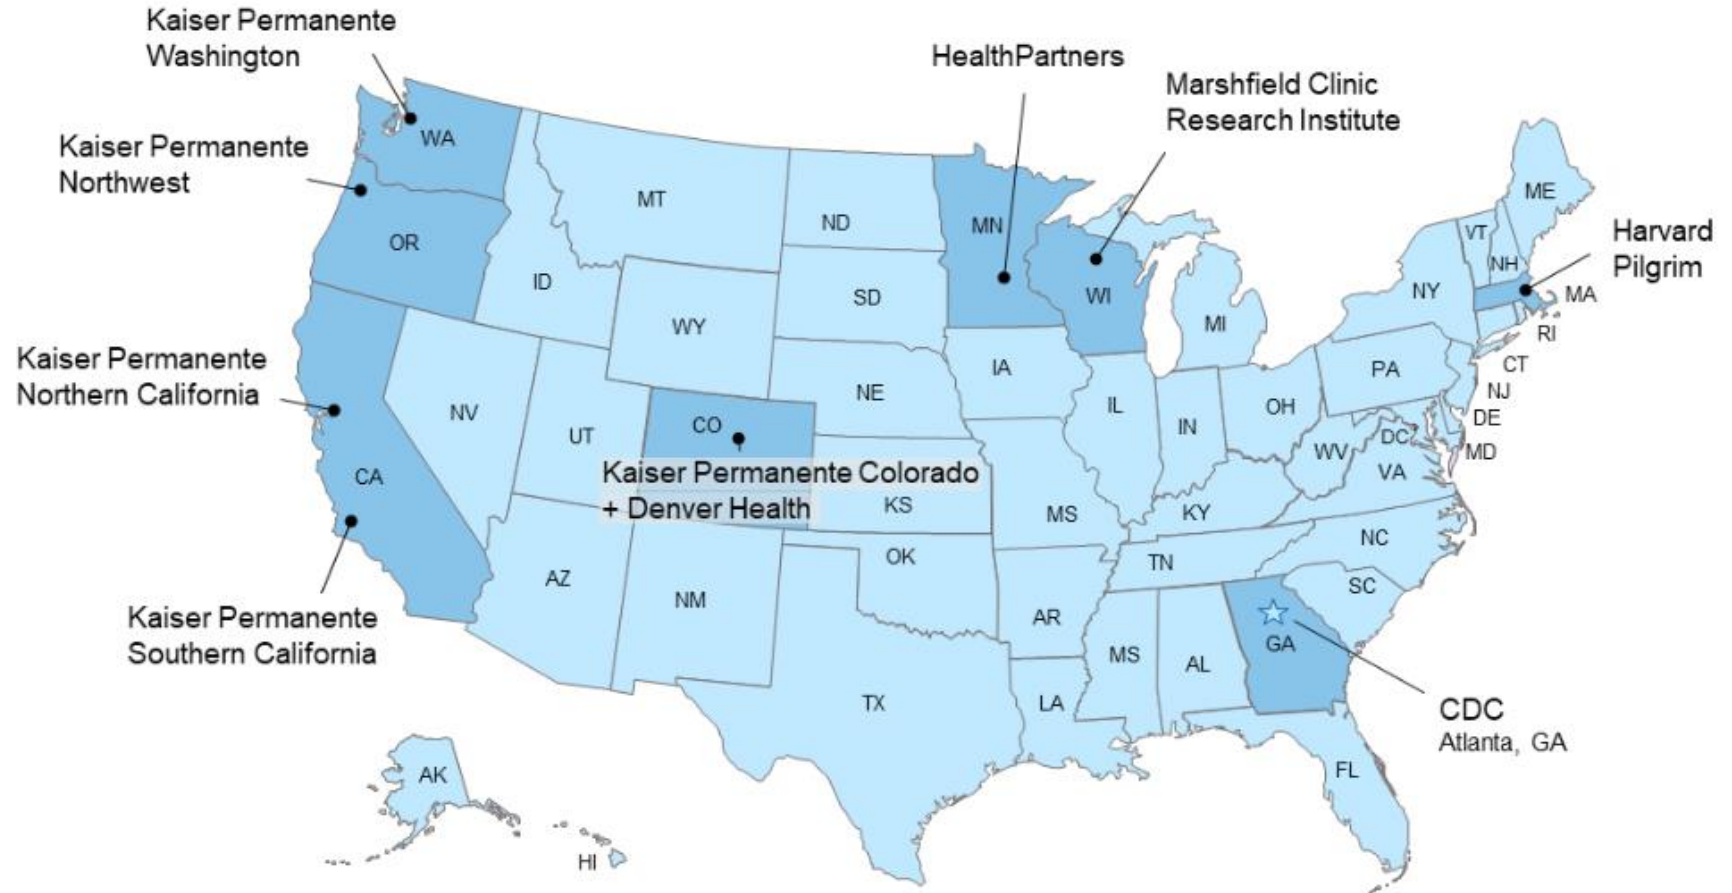 Kaiser Permanente
Washington
HealthPartners
Marshfield Clinic
Research Institute
Kaiser Permanente
Northwest
Harvard
Pilgrim
Kaiser Permanente
Northern California
Kaiser Permanente Colorado
+ Denver Health
Kaiser Permanente
Southern California
CDC
Atlanta, GA
WA
OR
CA
NV
ID
MT
WY
UT
CO
AZ
NM
ND
SD
NE
KS
OK
TX
MN
IA
MS
AR
LA
WI
IL
MI
IN
OH
KY
TN
MS
AL
GA
FL
SC
NC
VA
WV
DC
MD
DE
NJ
PA
NY
CT
RI
MA
VT
NH
ME
AK
HI